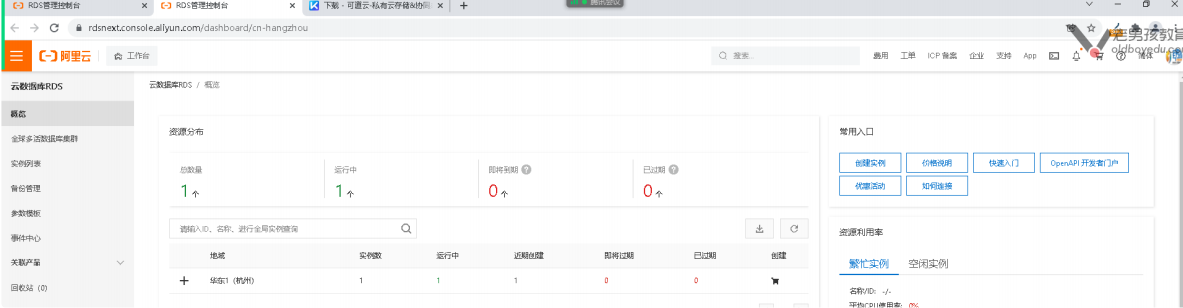 RDS管理控制台
RDS管理控制台
下载 · 可道云-私有云存储&协同
腾讯会议
rdsnext.console.aliyun.com/dashboard/cn-hangzhou
老男孩教育
oldboyedu.com
阿里云
工作台
搜索...
费用 工单 ICP 备案 企业 支持 App 简体
云数据库RDS
概览
全球多活数据库集群
实例列表
备份管理
参数模板
事件中心
关联产品
回收站 (0)
云数据库RDS / 概览
资源分布
总数量 运行中 即将到期 已过期
1 个 1 个 0 个 0 个
请输入ID、名称、进行全局实例查询
地域 实例数 运行中 近期创建 即将过期 已过期 创建
华东1 (杭州) 1 1 1 0 0
常用入口
创建实例 价格说明 快速入门 OpenAPI 开发者门户
优惠活动 如何连接
资源利用率
繁忙实例 空闲实例
名称/ID: -/-
平均CPU使用率: 0%